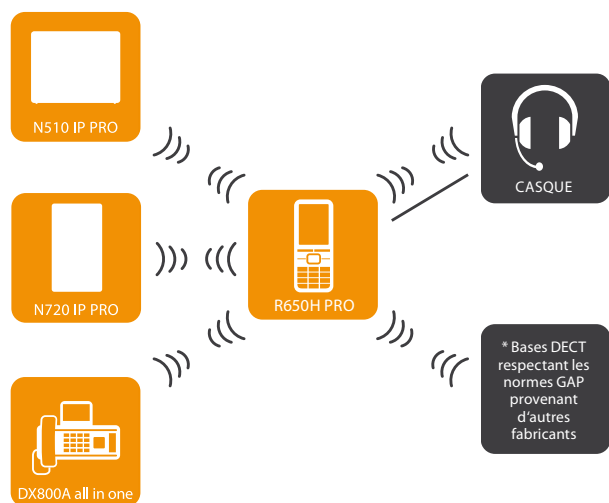 N510 IP PRO
CASQUE
N720 IP PRO
R650H PRO
* Bases DECT
respectant les
normes GAP
provenant
d‘autres
fabricants
DX800A all in one